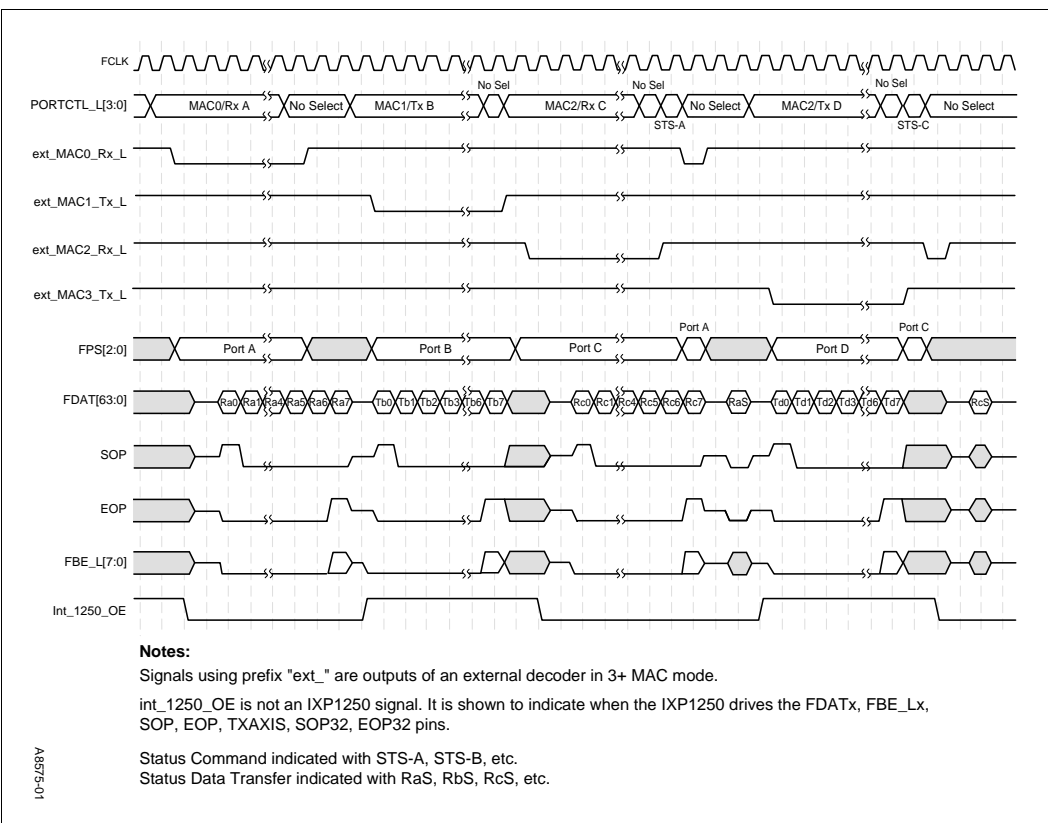 FCLK
No Sel No Sel No Sel
PORTCTL_L[3:0] MAC0/Rx A No Select MAC1/Tx B MAC2/Rx C No Select MAC2/Tx D No Select
STS-A STS-C
ext_MAC0_Rx_L
ext_MAC1_Tx_L
ext_MAC2_Rx_L
ext_MAC3_Tx_L
Port A Port C
FPS[2:0] Port A Port B Port C Port D
FDAT[63:0] Ra0 Ra1 Ra4 Ra5 Ra6 Ra7 Tb0 Tb1 Tb2 Tb3 Tb6 Tb7 Rc0 Rc1 Rc4 Rc5 Rc6 Rc7 RaS Td0 Td1 Td2 Td3 Td6 Td7 RcS
SOP
EOP
FBE_L[7:0]
Int_1250_OE
Notes:
Signals using prefix "ext_" are outputs of an external decoder in 3+ MAC mode.
int_1250_OE is not an IXP1250 signal. It is shown to indicate when the IXP1250 drives the FDATx, FBE_Lx,
SOP, EOP, TXAXIS, SOP32, EOP32 pins.
Status Command indicated with STS-A, STS-B, etc.
Status Data Transfer indicated with RaS, RbS, RcS, etc.
A8575-01